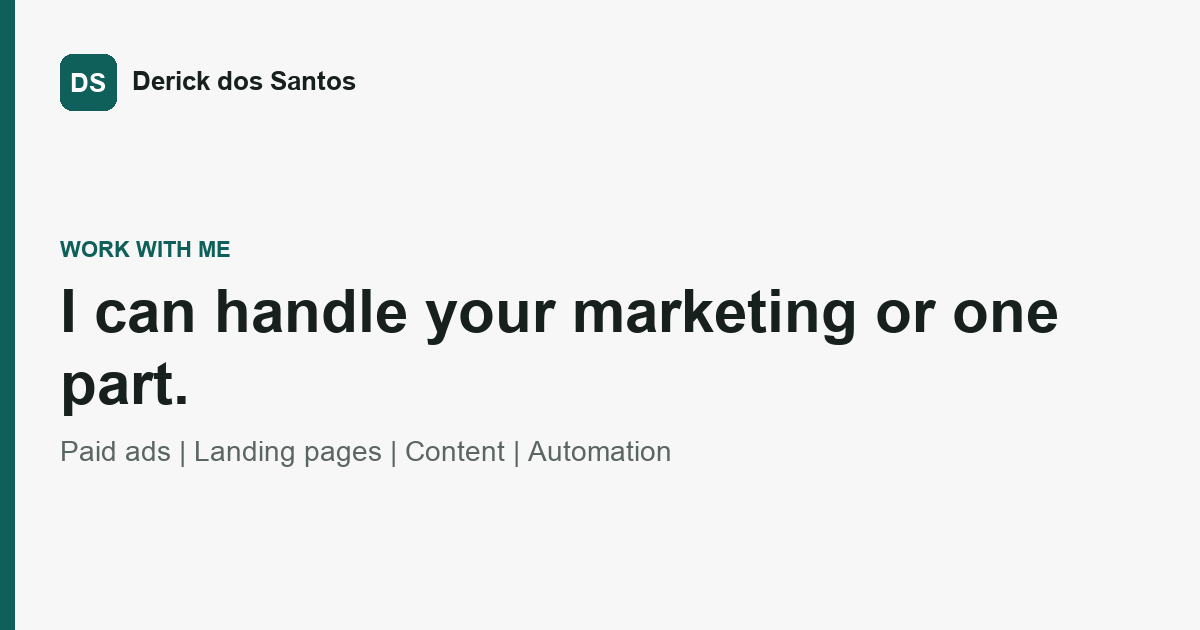 DS
Derick dos Santos
WORK WITH ME
I can handle your marketing or one
part.
Paid ads | Landing pages | Content | Automation